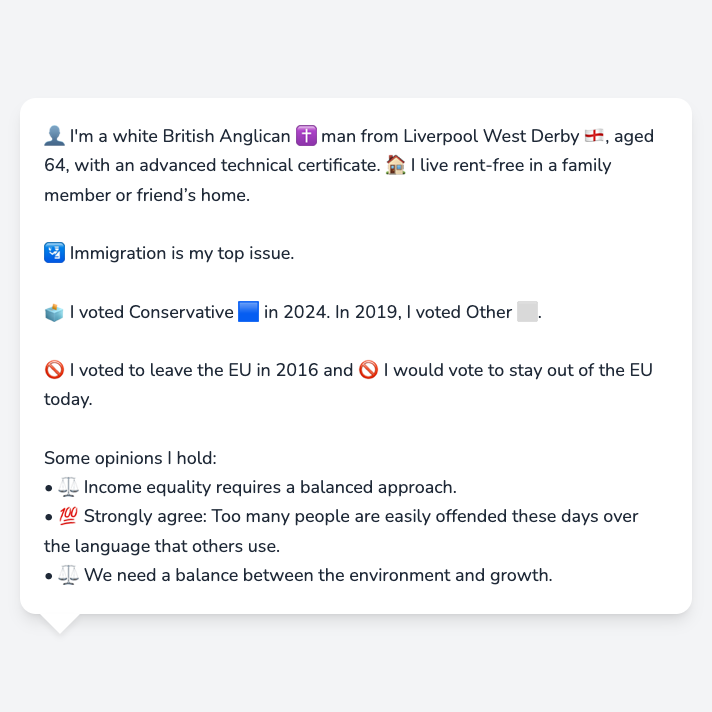 👤 I'm a white British Anglican ✝️ man from Liverpool West Derby 🏴󠁧󠁢󠁥󠁮󠁧󠁿, aged
64, with an advanced technical certificate. 🏠 I live rent-free in a family
member or friend’s home.
🛂 Immigration is my top issue.
🗳️ I voted Conservative 🟦 in 2024. In 2019, I voted Other ⬜.
🚫 I voted to leave the EU in 2016 and 🚫 I would vote to stay out of the EU
today.
Some opinions I hold:
• ⚖️ Income equality requires a balanced approach.
• 💯 Strongly agree: Too many people are easily offended these days over
the language that others use.
• ⚖️ We need a balance between the environment and growth.